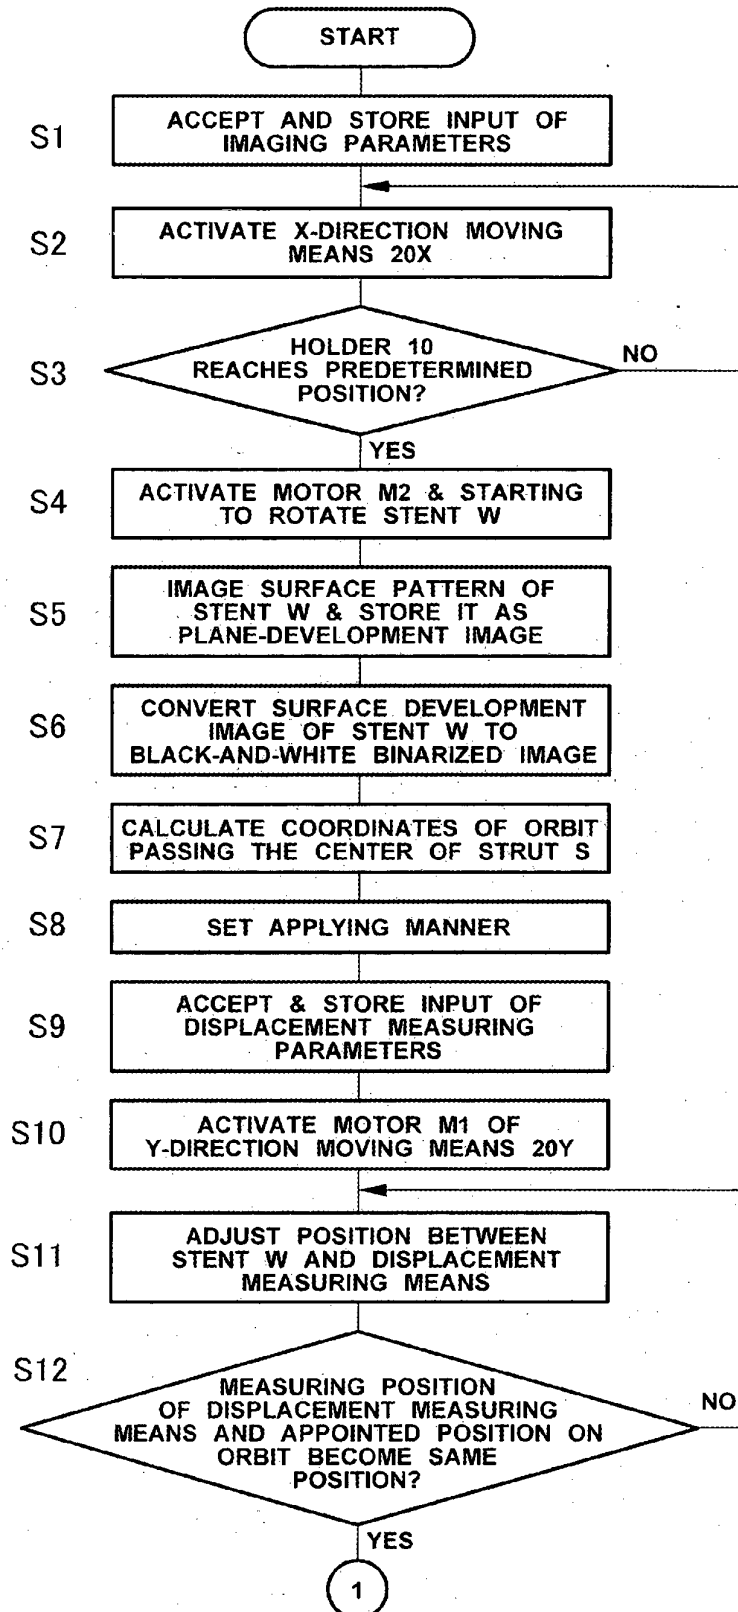 START
S1
ACCEPT AND STORE INPUT OF
IMAGING PARAMETERS
S2
ACTIVATE X-DIRECTION MOVING
MEANS 20X
S3
HOLDER 10
REACHES PREDETERMINED
POSITION?
NO
YES
S4
ACTIVATE MOTOR M2 & STARTING
TO ROTATE STENT W
S5
IMAGE SURFACE PATTERN OF
STENT W & STORE IT AS
PLANE-DEVELOPMENT IMAGE
S6
CONVERT SURFACE DEVELOPMENT
IMAGE OF STENT W TO
BLACK-AND-WHITE BINARIZED IMAGE
S7
CALCULATE COORDINATES OF ORBIT
PASSING THE CENTER OF STRUT S
S8
SET APPLYING MANNER
S9
ACCEPT & STORE INPUT OF
DISPLACEMENT MEASURING
PARAMETERS
S10
ACTIVATE MOTOR M1 OF
Y-DIRECTION MOVING MEANS 20Y
S11
ADJUST POSITION BETWEEN
STENT W AND DISPLACEMENT
MEASURING MEANS
S12
MEASURING POSITION
OF DISPLACEMENT MEASURING
MEANS AND APPOINTED POSITION ON
ORBIT BECOME SAME
POSITION?
NO
YES
1